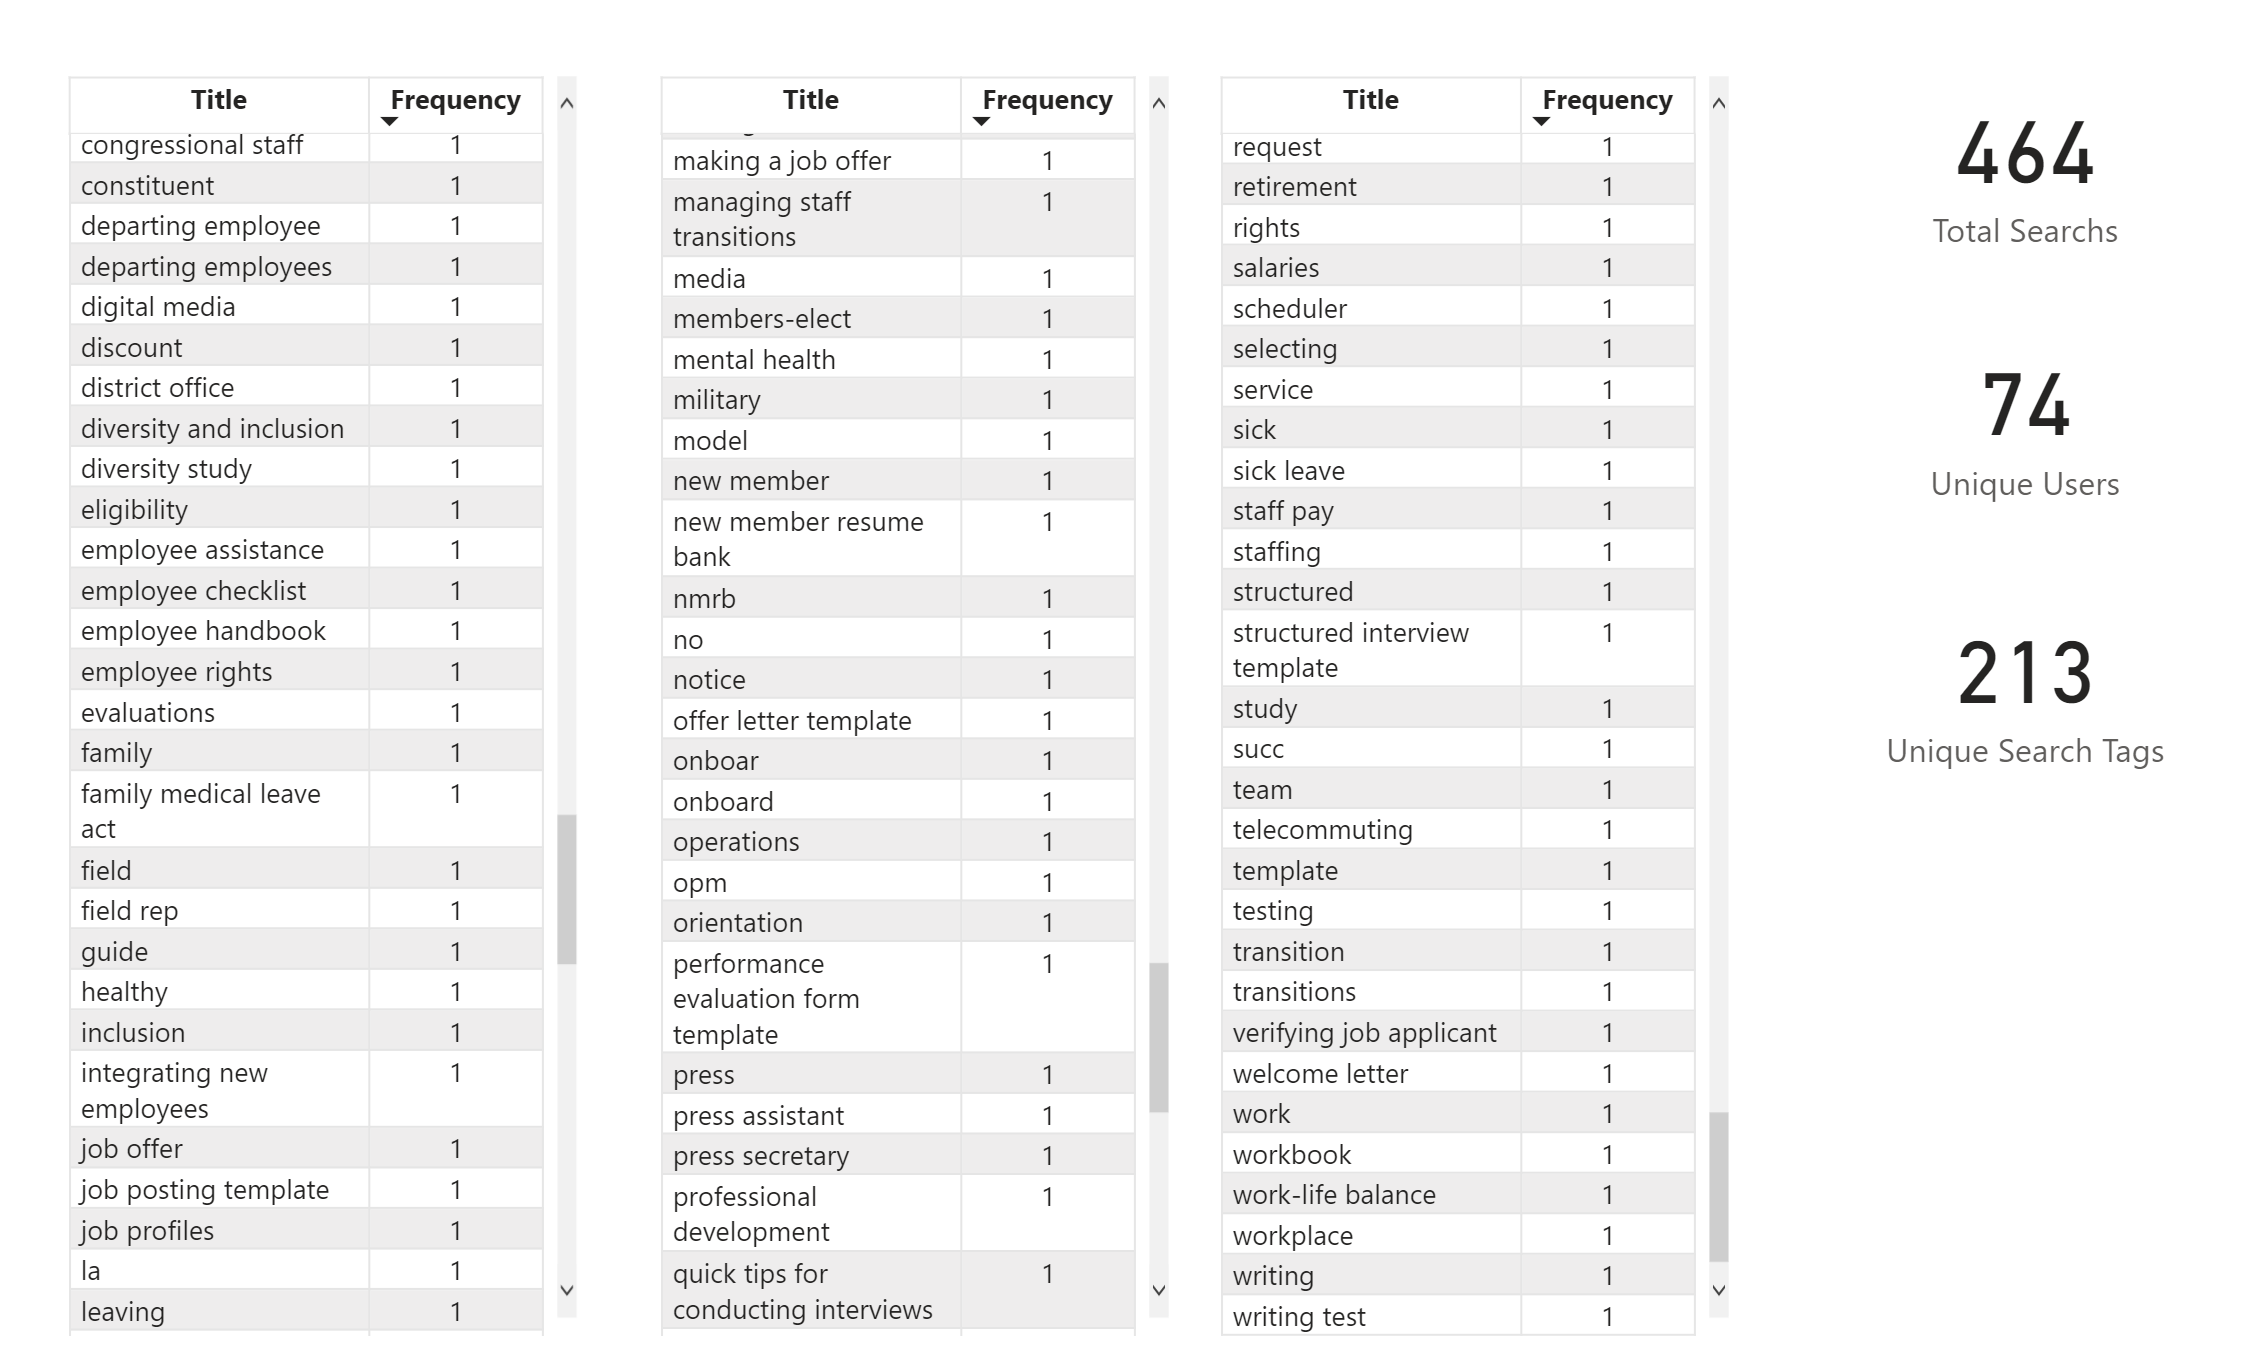 Title Frequency
congressional staff 1
constituent 1
departing employee 1
departing employees 1
digital media 1
discount 1
district office 1
diversity and inclusion 1
diversity study 1
eligibility 1
employee assistance 1
employee checklist 1
employee handbook 1
employee rights 1
evaluations 1
family 1
family medical leave 1
act
field 1
field rep 1
guide 1
healthy 1
inclusion 1
integrating new 1
employees
job offer 1
job posting template 1
job profiles 1
la 1
leaving 1
Title Frequency
making a job offer 1
managing staff 1
transitions
media 1
members-elect 1
mental health 1
military 1
model 1
new member 1
new member resume 1
bank
nmrb 1
no 1
notice 1
offer letter template 1
onboar 1
onboard 1
operations 1
opm 1
orientation 1
performance 1
evaluation form
template
press 1
press assistant 1
press secretary 1
professional 1
development
quick tips for 1
conducting interviews
Title Frequency
request 1
retirement 1
rights 1
salaries 1
scheduler 1
selecting 1
service 1
sick 1
sick leave 1
staff pay 1
staffing 1
structured 1
structured interview 1
template
study 1
succ 1
team 1
telecommuting 1
template 1
testing 1
transition 1
transitions 1
verifying job applicant 1
welcome letter 1
work 1
workbook 1
work-life balance 1
workplace 1
writing 1
writing test 1
464
Total Searchs
74
Unique Users
213
Unique Search Tags